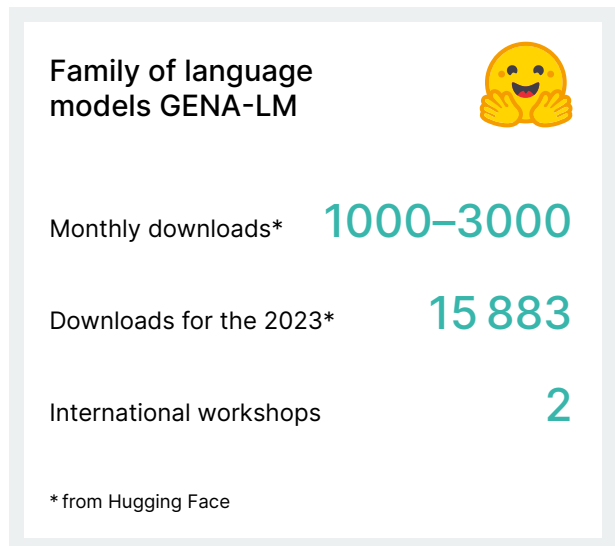 Family of language
models GENA-LM
Monthly downloads* 1000–3000
Downloads for the 2023* 15 883
International workshops 2
* from Hugging Face